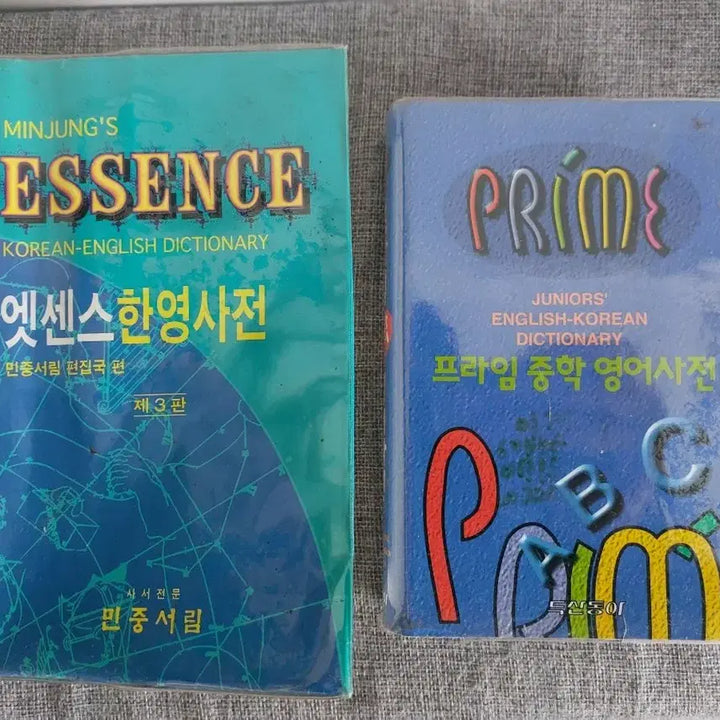 MINJUNG'S
ESSENCE
KOREAN-ENGLISH DICTIONARY
엣센스한영사전
민중서림 편집국 편
제3판
사서전문
민중서림
PRIME
JUNIORS'
ENGLISH-KOREAN
DICTIONARY
프라임 중학 영어사전
A B C
PRIM
두산동아